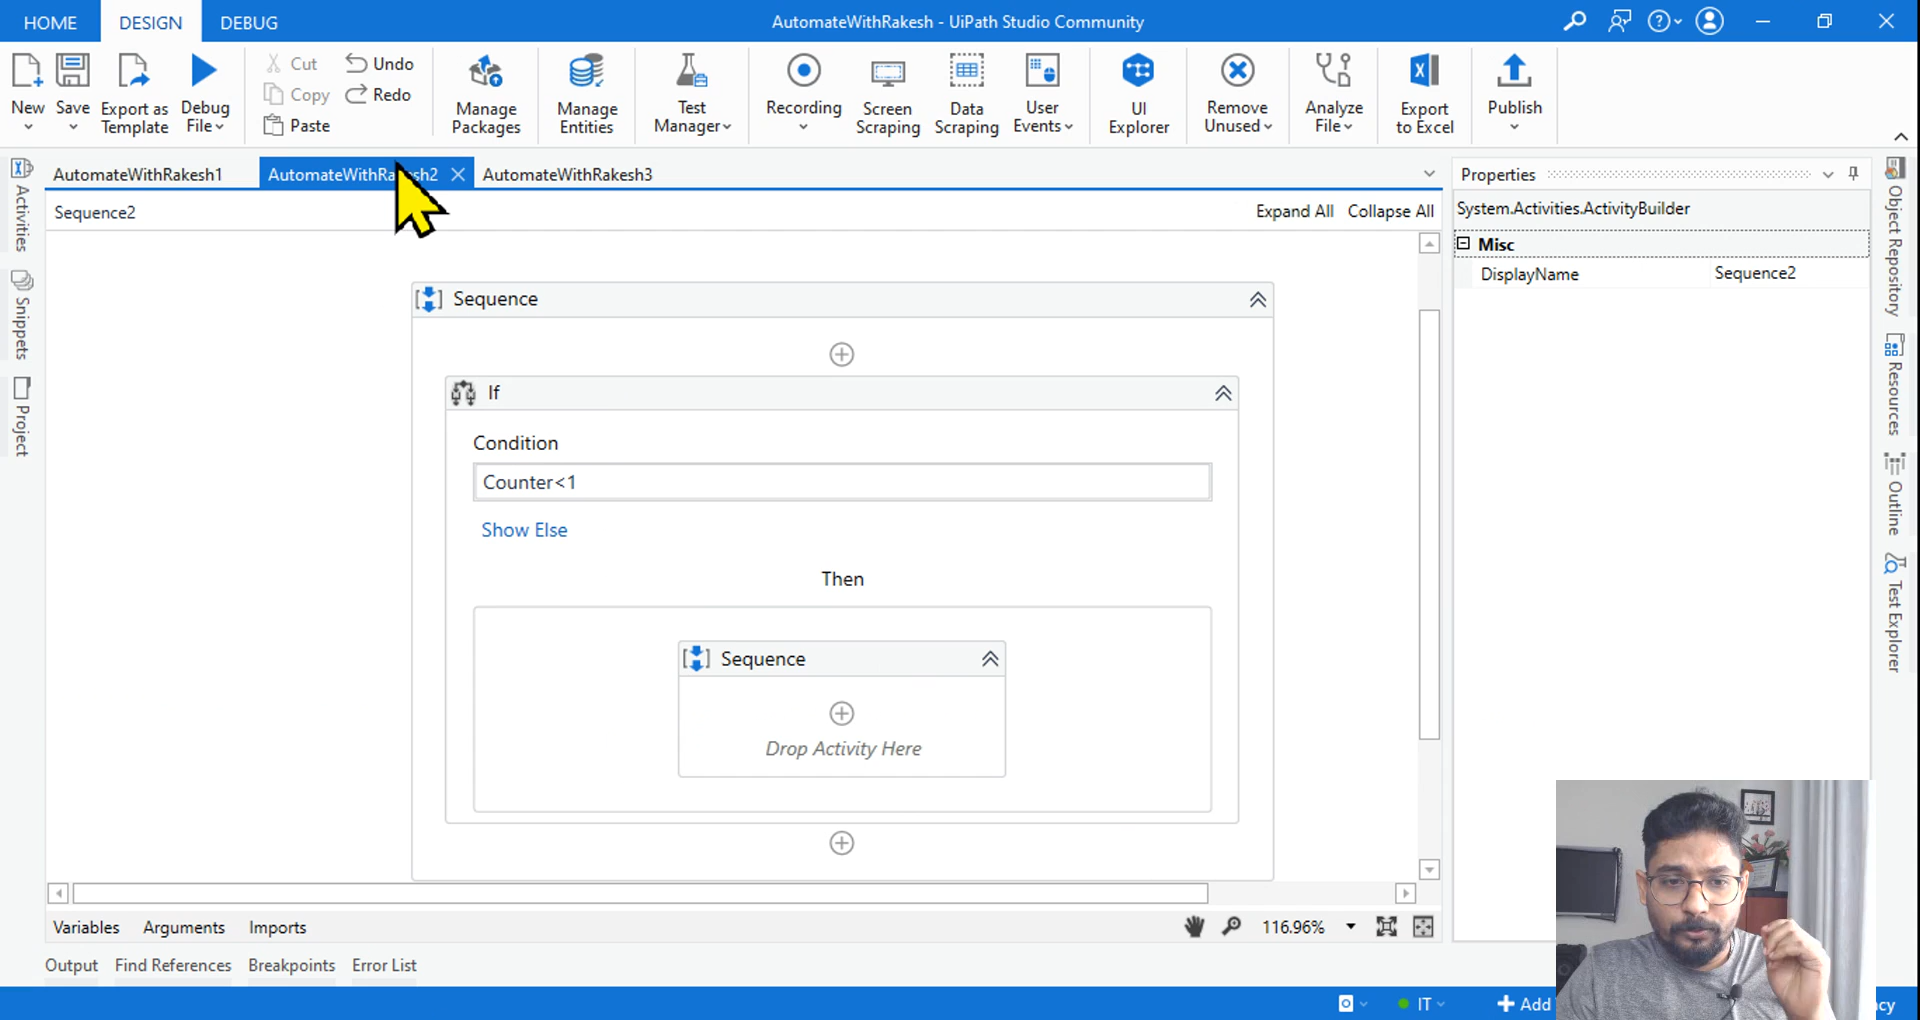 HOME DESIGN DEBUG AutomateWithRakesh - UiPath Studio Community
New Save Export as Template Debug File Cut Copy Paste Undo Redo Manage Packages Manage Entities Test Manager Recording Screen Scraping Data Scraping User Events UI Explorer Remove Unused Analyze File Export to Excel Publish
AutomateWithRakesh1 AutomateWithRakesh2 AutomateWithRakesh3
Sequence2 Expand All Collapse All
Activities
Snippets
Project
Sequence
If
Condition
Counter<1
Show Else
Then
Sequence
Drop Activity Here
Properties
System.Activities.ActivityBuilder
Misc
DisplayName Sequence2
Object Repository
Resources
Outline
Test Explorer
Variables Arguments Imports 116.96%
Output Find References Breakpoints Error List
IT Add